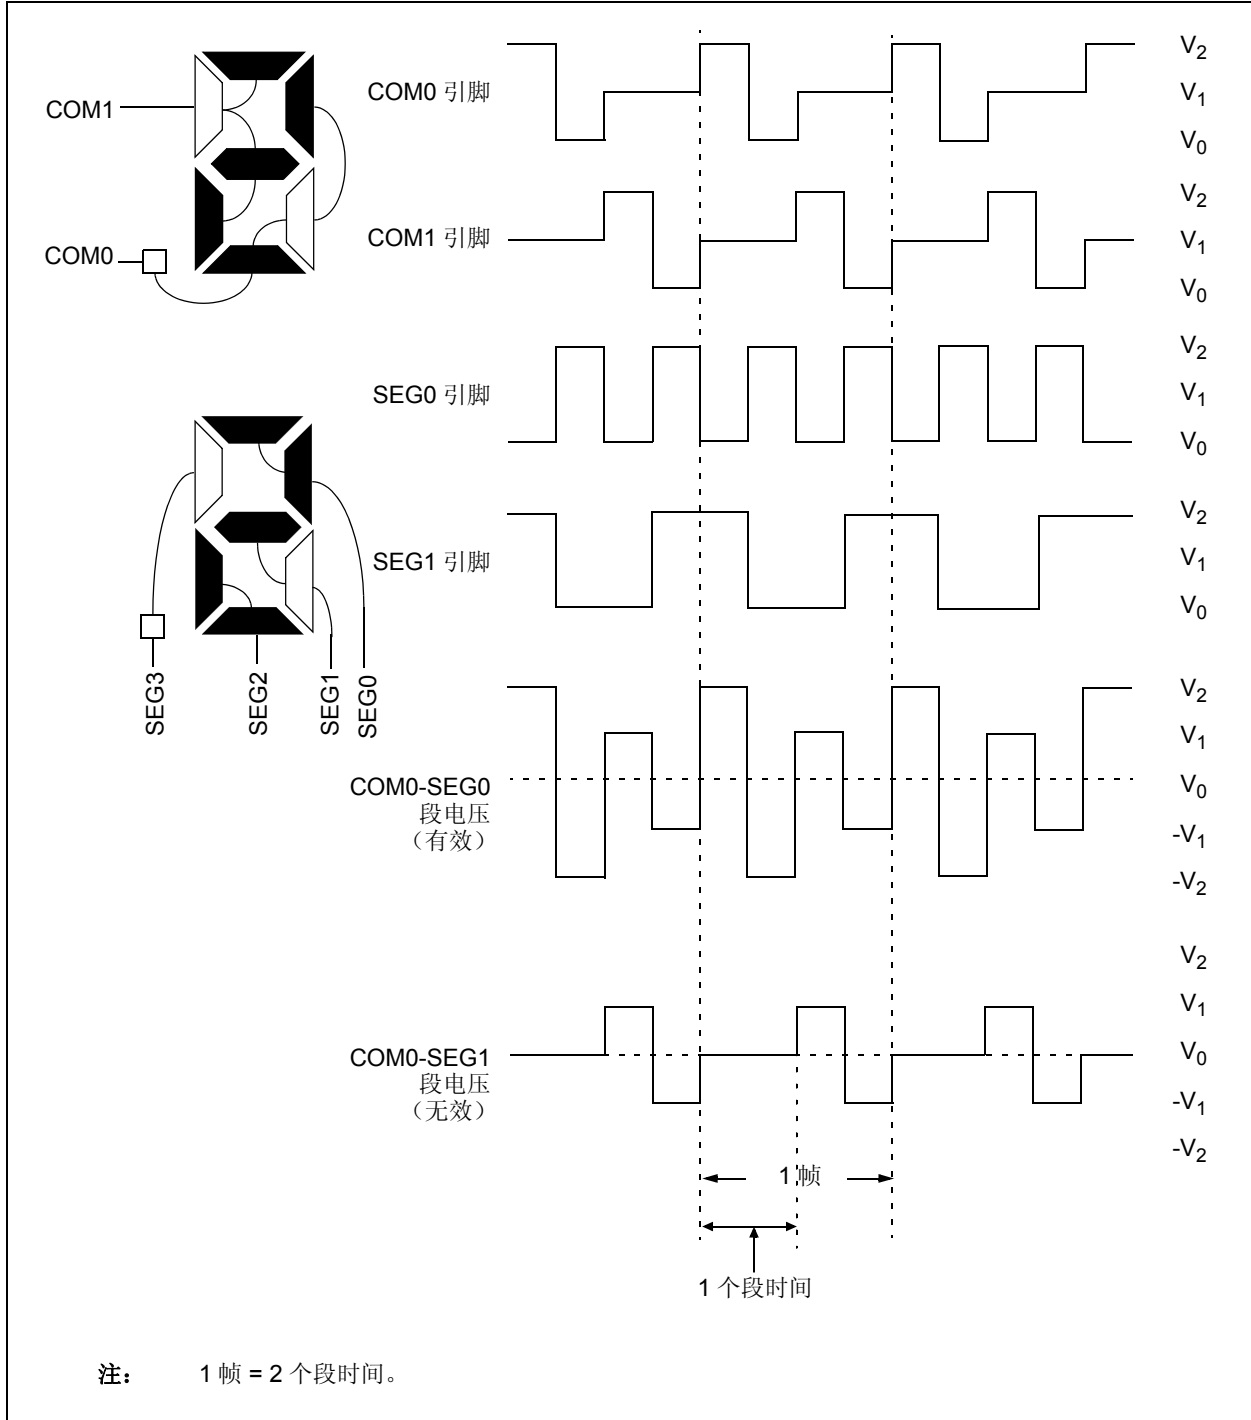 COM1
COM0
SEG3
SEG2
SEG1
SEG0
COM0 引脚
V2
V1
V0
COM1 引脚
V2
V1
V0
SEG0 引脚
V2
V1
V0
SEG1 引脚
V2
V1
V0
COM0-SEG0
段电压
（有效）
V2
V1
V0
-V1
-V2
COM0-SEG1
段电压
（无效）
V2
V1
V0
-V1
-V2
1 帧
1 个段时间
注： 1 帧 = 2 个段时间。